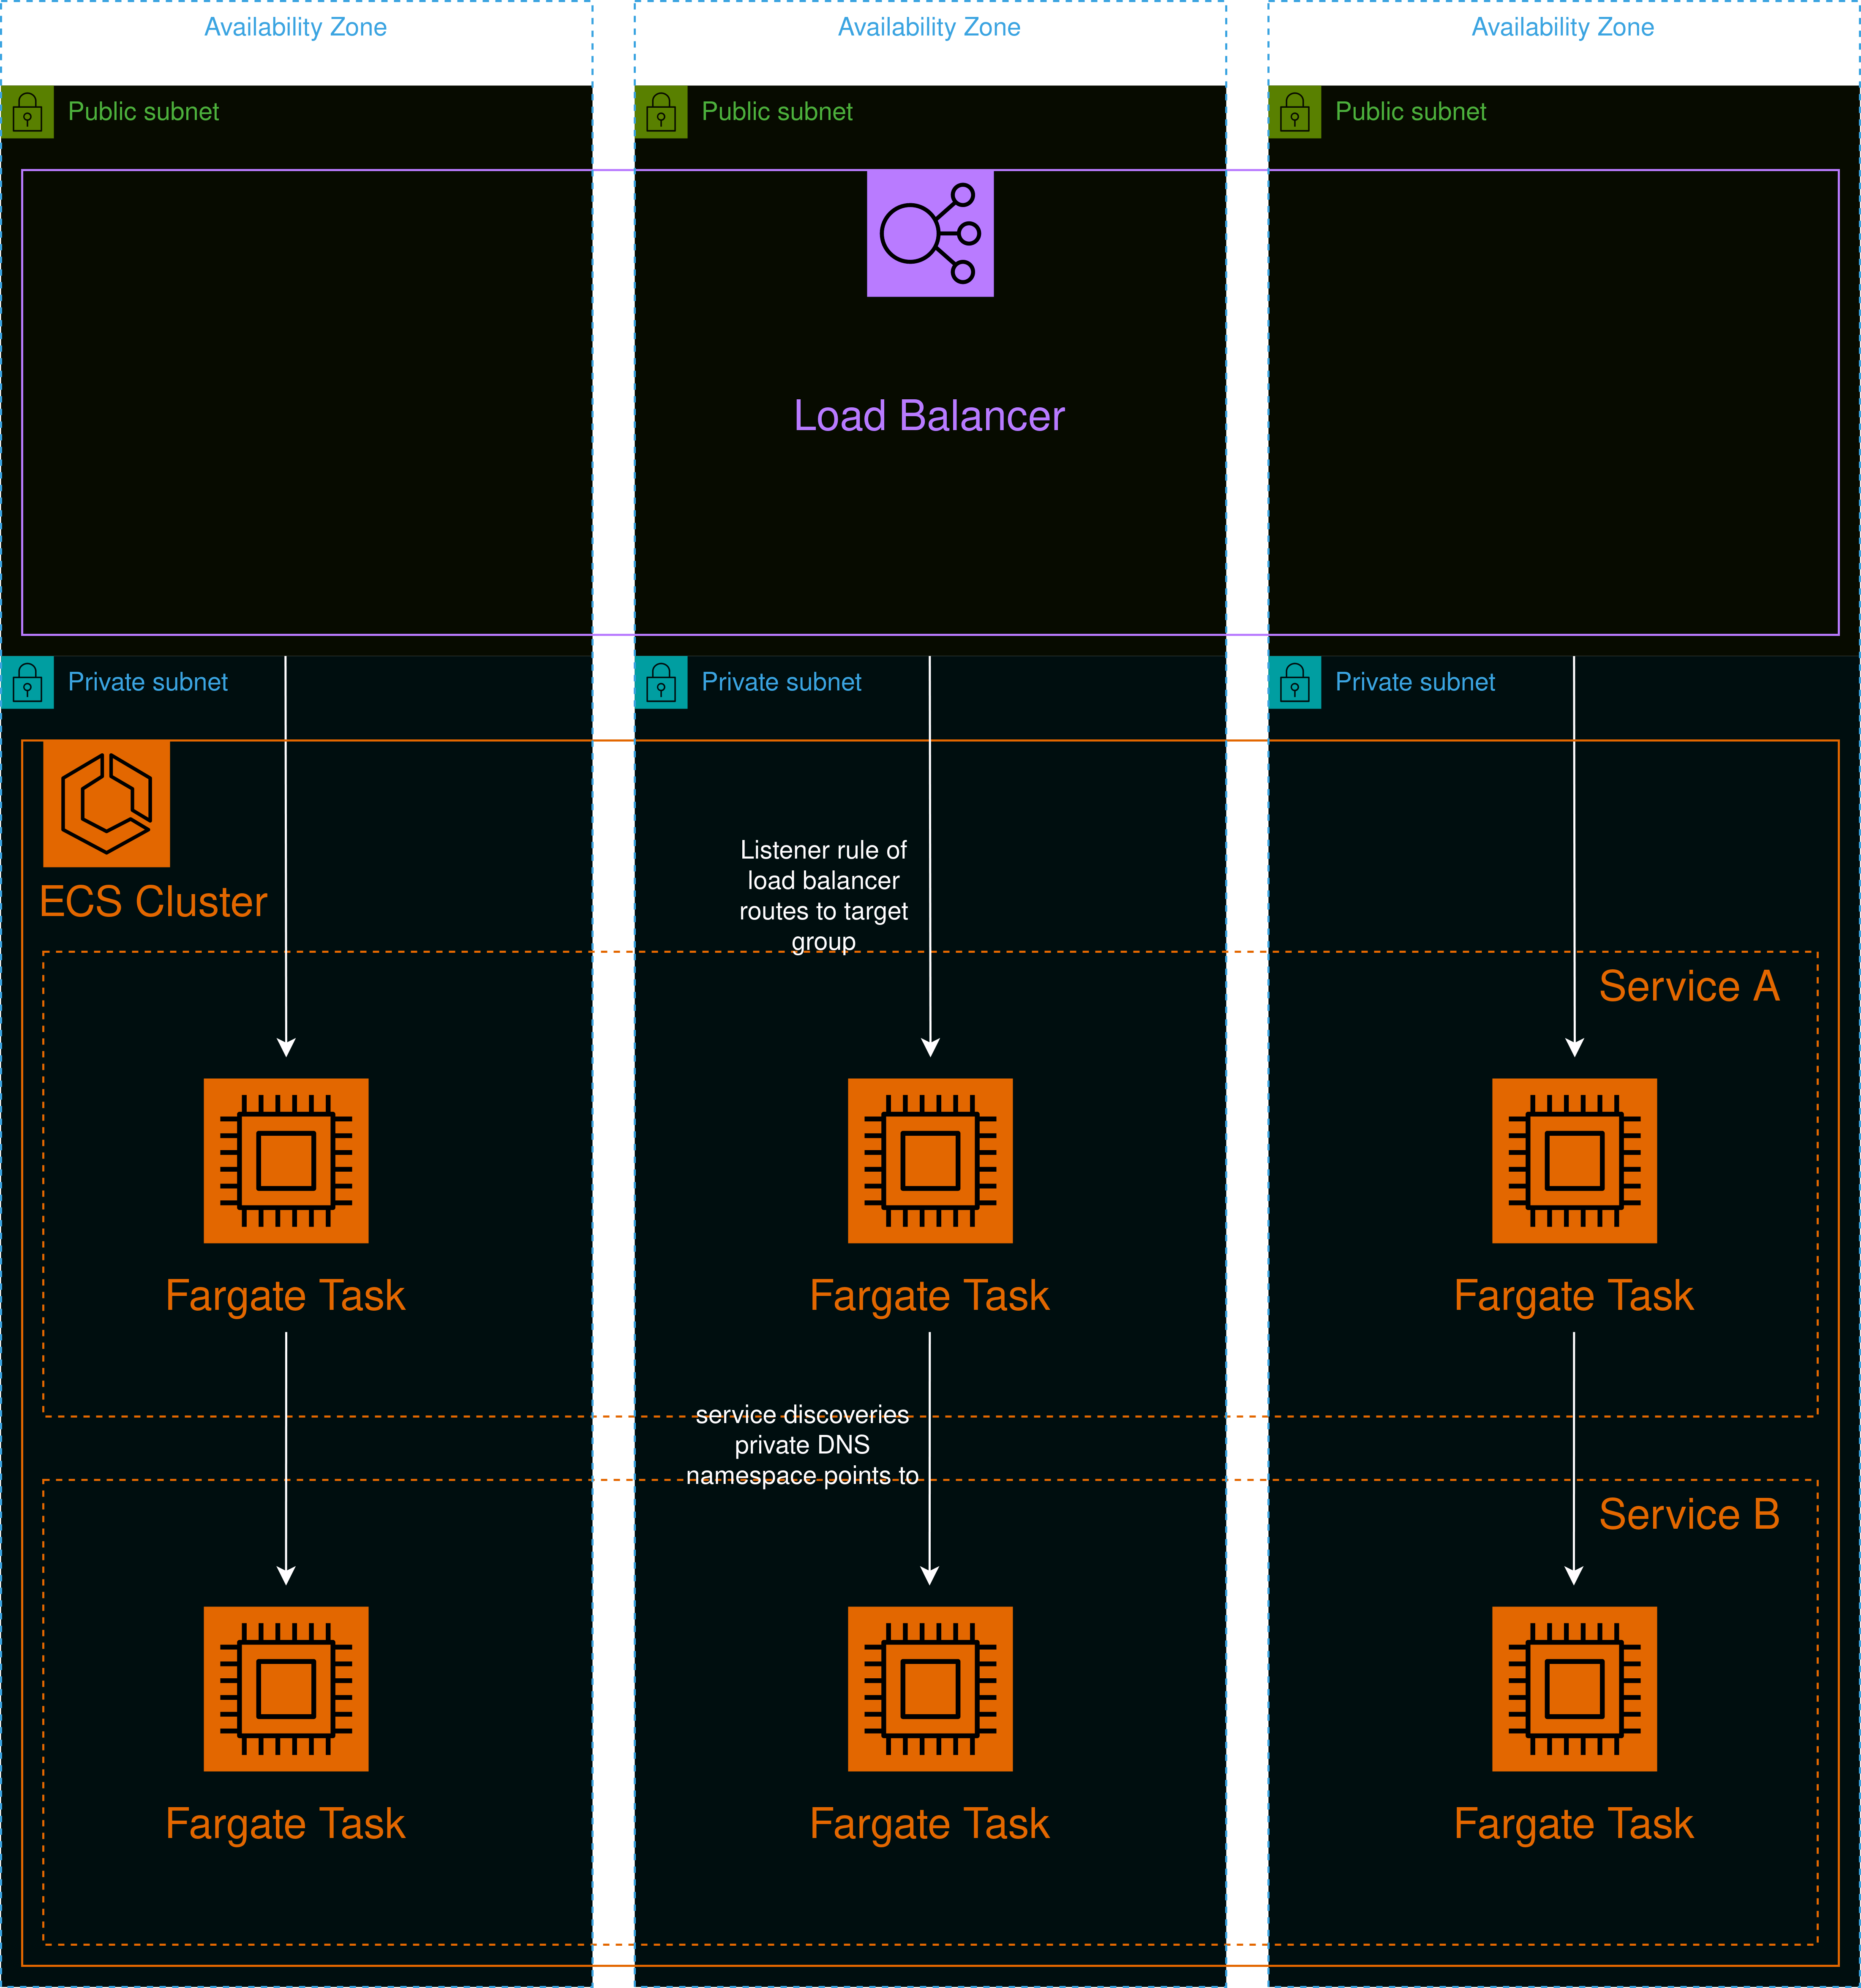 Availability Zone
Availability Zone
Availability Zone
Public subnet
Public subnet
Public subnet
Load Balancer
Private subnet
Private subnet
Private subnet
ECS Cluster
Listener rule of
load balancer
routes to target
group
Service A
Fargate Task
Fargate Task
Fargate Task
service discoveries
private DNS
namespace points to
Service B
Fargate Task
Fargate Task
Fargate Task